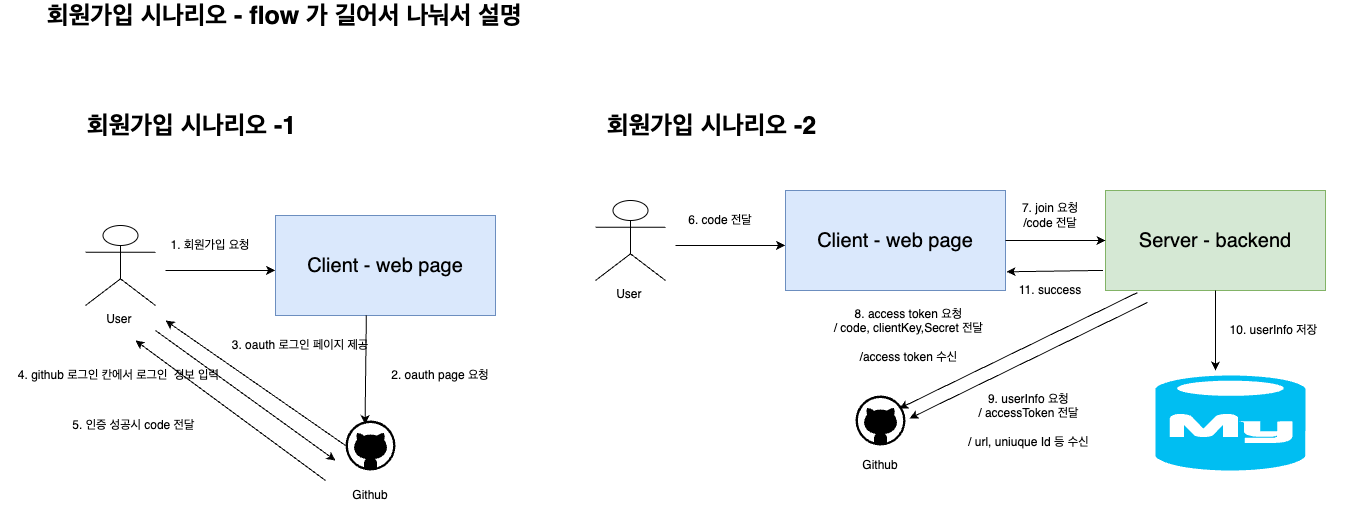 회원가입 시나리오 - flow 가 길어서 나눠서 설명
회원가입 시나리오 -1
1. 회원가입 요청
Client - web page
User
3. oauth 로그인 페이지 제공
2. oauth page 요청
4. github 로그인 칸에서 로그인 정보 입력
5. 인증 성공시 code 전달
Github
회원가입 시나리오 -2
6. code 전달
Client - web page
7. join 요청
/code 전달
Server - backend
User
11. success
8. access token 요청
/ code, clientKey,Secret 전달
/access token 수신
10. userInfo 저장
9. userInfo 요청
/ accessToken 전달
/ url, uniuque Id 등 수신
Github
My